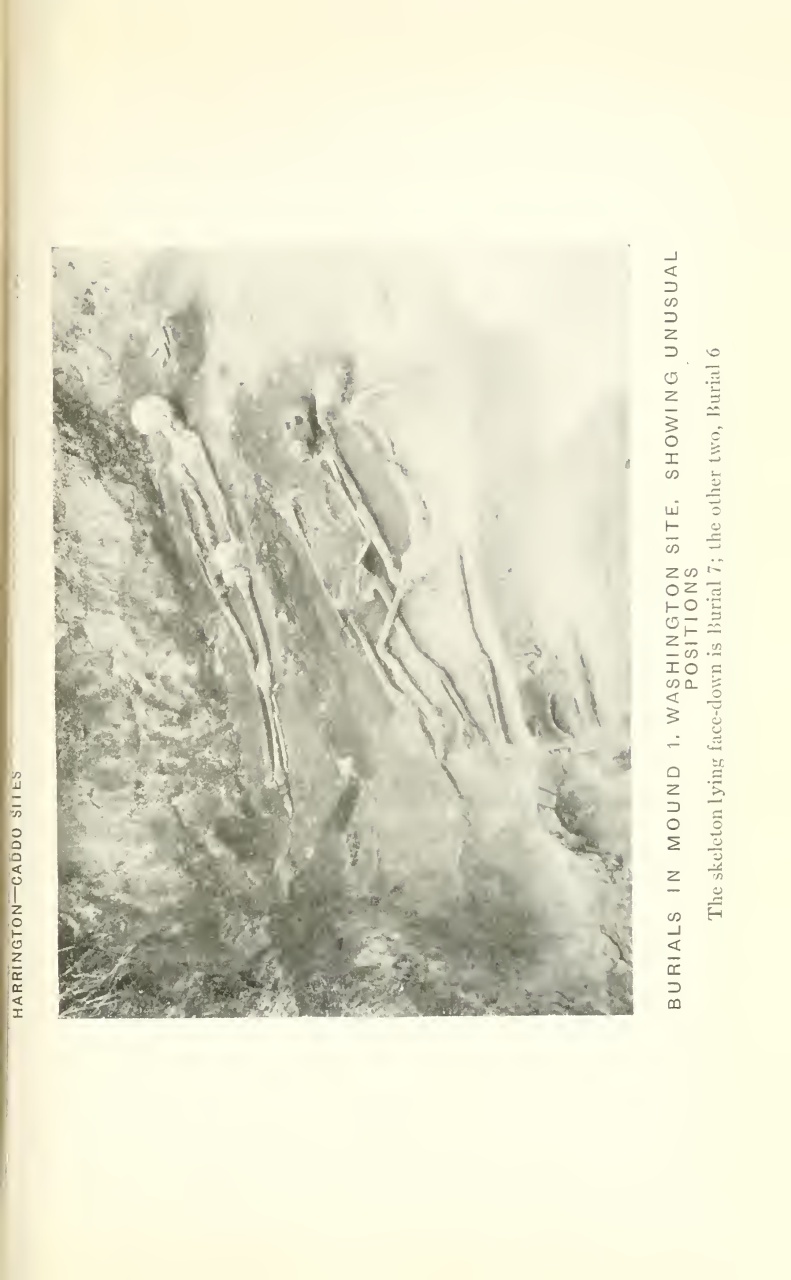 HARRINGTON—CADDO SITES
BURIALS IN MOUND 1, WASHINGTON SITE, SHOWING UNUSUAL
POSITIONS
The skeleton lying face-down is Burial 7; the other two, Burial 6